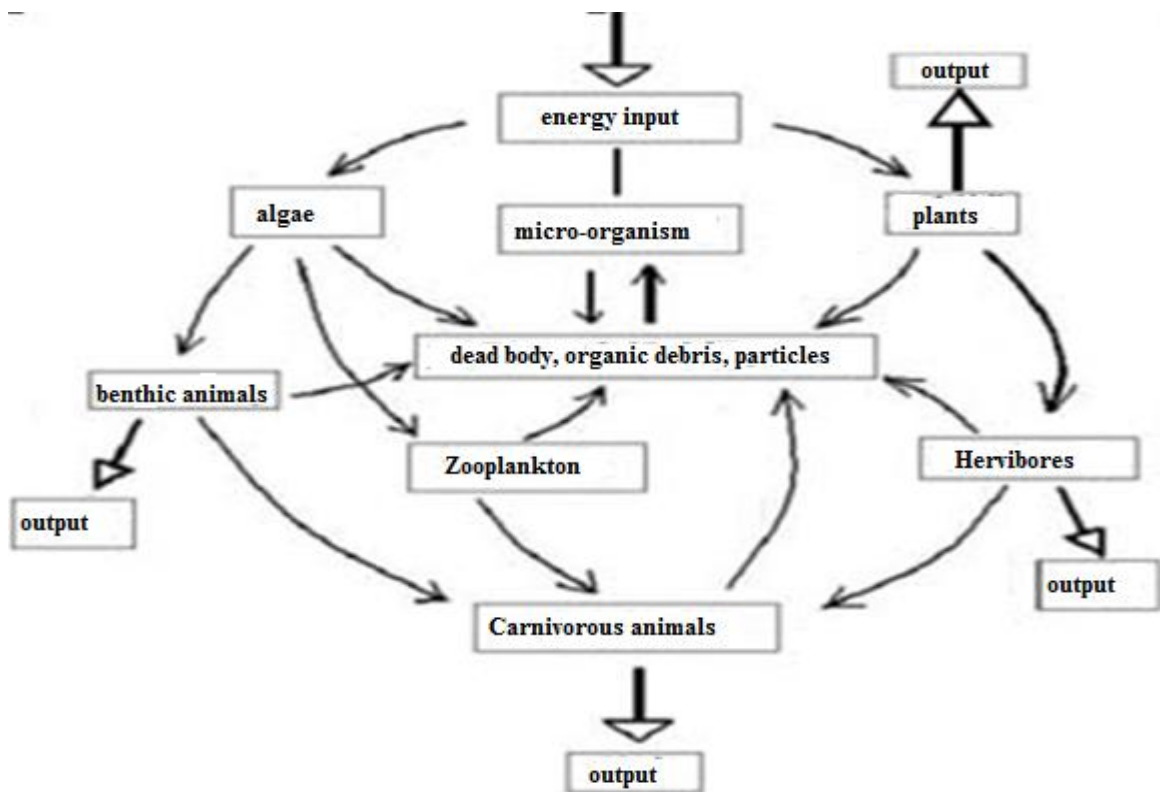 output
energy input
algae
plants
micro-organism
dead body, organic debris, particles
benthic animals
Zooplankton
Hervibores
output
output
Carnivorous animals
output